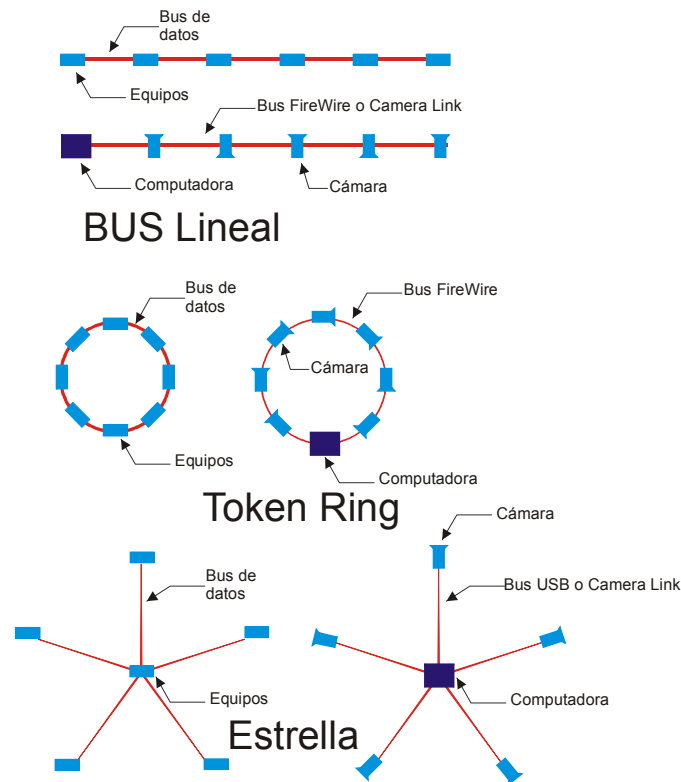 Bus de
datos
Equipos
Bus FireWire o Camera Link
Computadora
Cámara
BUS Lineal
Bus de
datos
Bus FireWire
Cámara
Equipos
Computadora
Token Ring
Cámara
Bus de
datos
Bus USB o Camera Link
Equipos
Computadora
Estrella